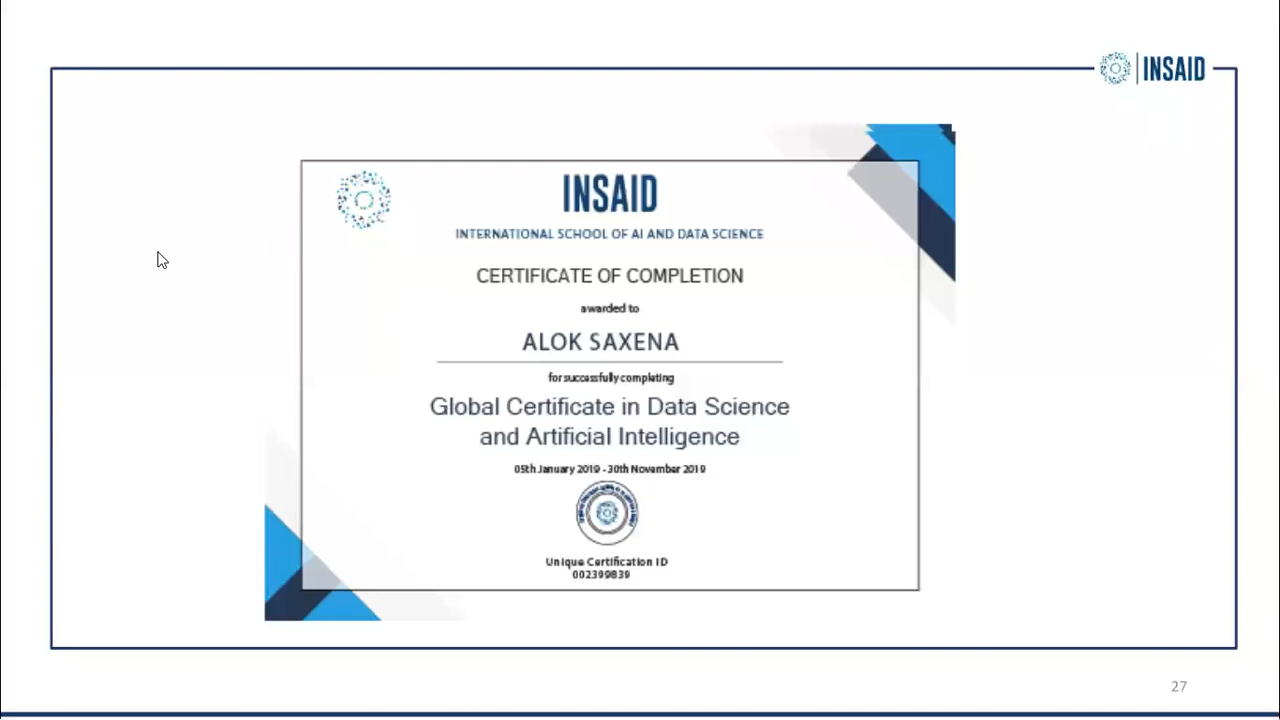 INSAID
INSAID
INTERNATIONAL SCHOOL OF AI AND DATA SCIENCE
CERTIFICATE OF COMPLETION
awarded to
ALOK SAXENA
for successfully completing
Global Certificate in Data Science
and Artificial Intelligence
05th January 2019 - 30th November 2019
Unique Certification ID
002399839
27